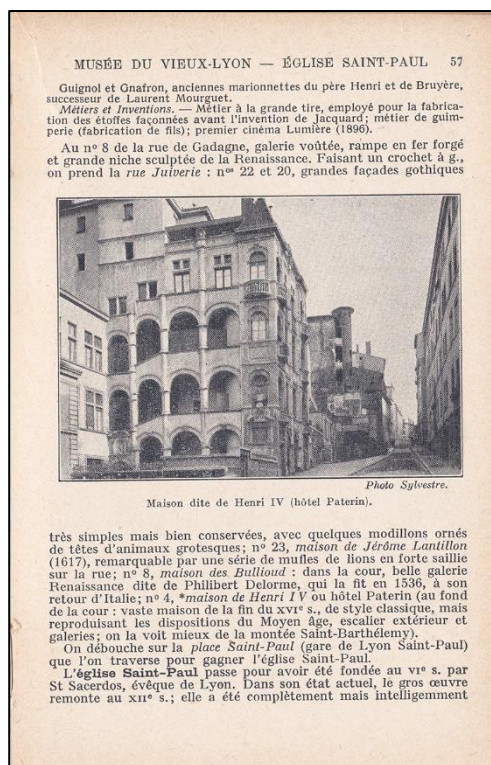 MUSÉE DU VIEUX-LYON — ÉGLISE SAINT-PAUL 57
Guignol et Gnafron, anciennes marionnettes du père Henri et de Bruyère,
successeur de Laurent Mourguet.
Métiers et Inventions. — Métier à la grande tire, employé pour la fabrica-
tion des étoffes façonnées avant l'invention de Jacquard; métier de guim-
perie (fabrication de fils); premier cinéma Lumière (1896).
Au nº 8 de la rue de Gadagne, galerie voûtée, rampe en fer forgé
et grande niche sculptée de la Renaissance. Faisant un crochet à g.,
on prend la rue Juiverie : nºs 22 et 20, grandes façades gothiques
Photo Sylvestre.
Maison dite de Henri IV (hôtel Paterin).
très simples mais bien conservées, avec quelques modillons ornés
de têtes d'animaux grotesques; nº 23, maison de Jérôme Lantillon
(1617), remarquable par une série de mufles de lions en forte saillie
sur la rue; nº 8, maison des Bullioud : dans la cour, belle galerie
Renaissance dite de Philibert Delorme, qui la fit en 1536, à son
retour d'Italie; nº 4, *maison de Henri IV ou hôtel Paterin (au fond
de la cour : vaste maison de la fin du XVIe s., de style classique, mais
reproduisant les dispositions du Moyen âge, escalier extérieur et
galeries; on la voit mieux de la montée Saint-Barthélemy).
On débouche sur la place Saint-Paul (gare de Lyon Saint-Paul)
que l'on traverse pour gagner l'église Saint-Paul.
L'église Saint-Paul passe pour avoir été fondée au VIe s. par
St Sacerdos, évêque de Lyon. Dans son état actuel, le gros œuvre
remonte au XIIe s.; elle a été complètement mais intelligemment